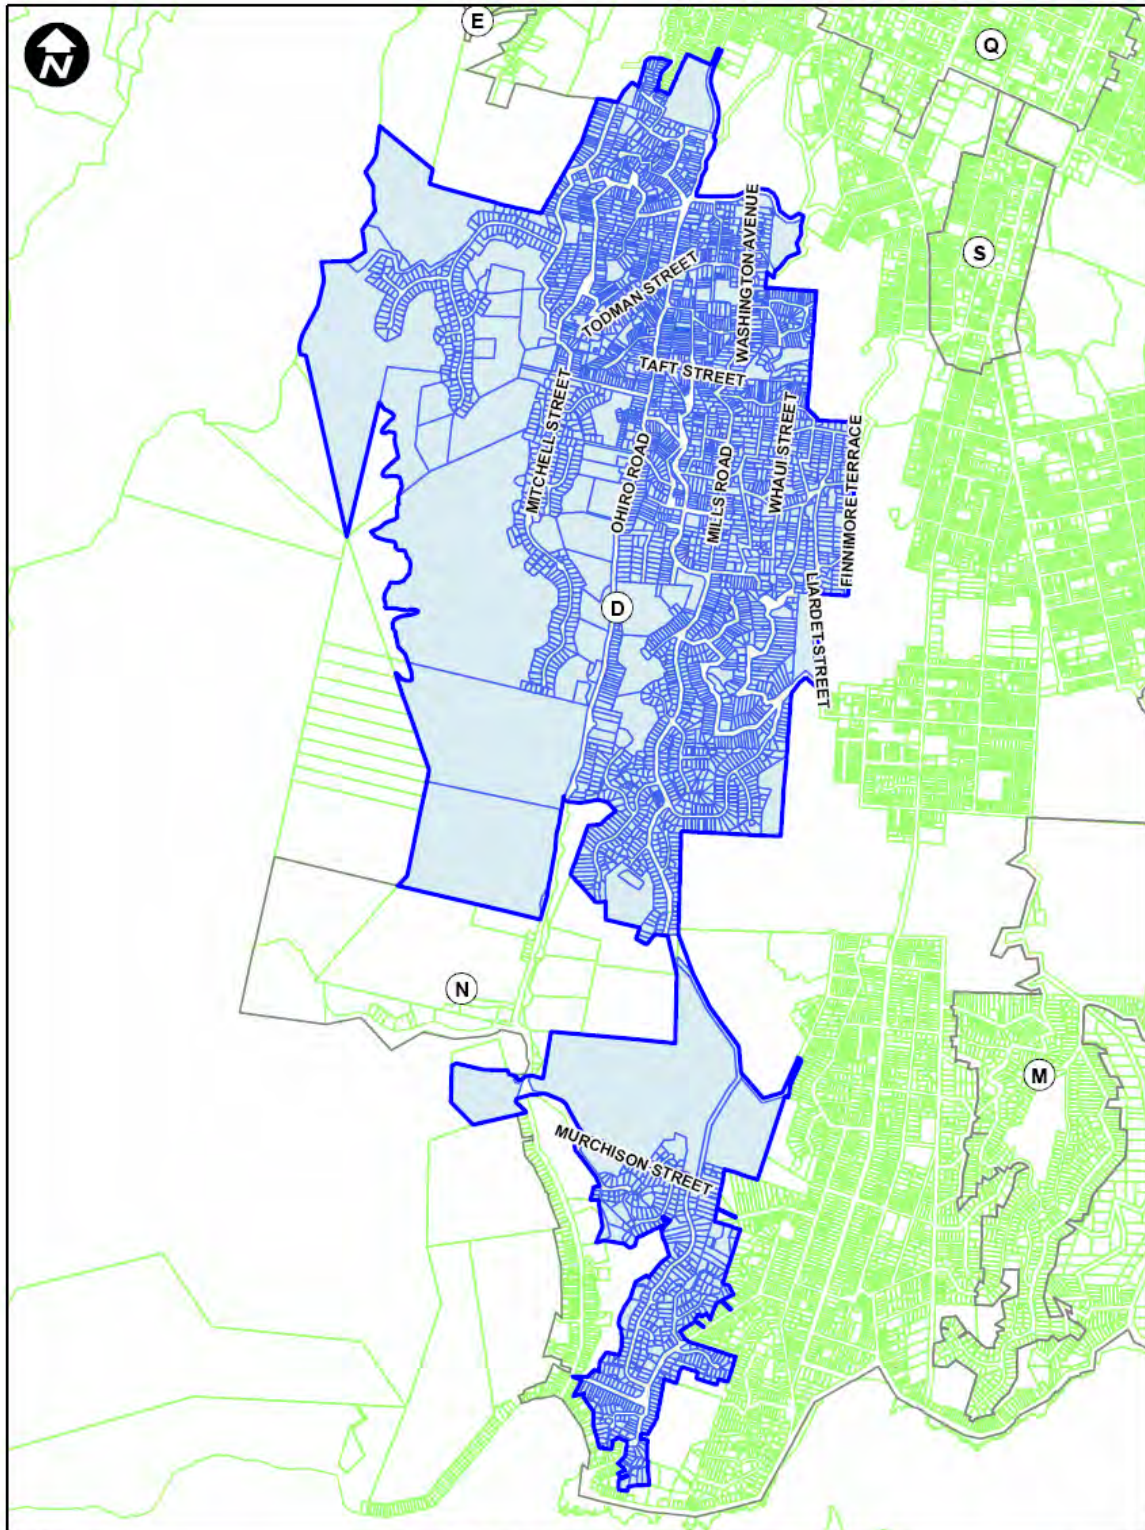 E
N
Q
S
WASHINGTON AVENUE
TODMAN STREET
TAFT STREET
MITCHELL STREET
OHIRO ROAD
MILLS ROAD
WHAUI STREET
FINNIMORE TERRACE
LIARDET STREET
D
N
M
MURCHISON STREET